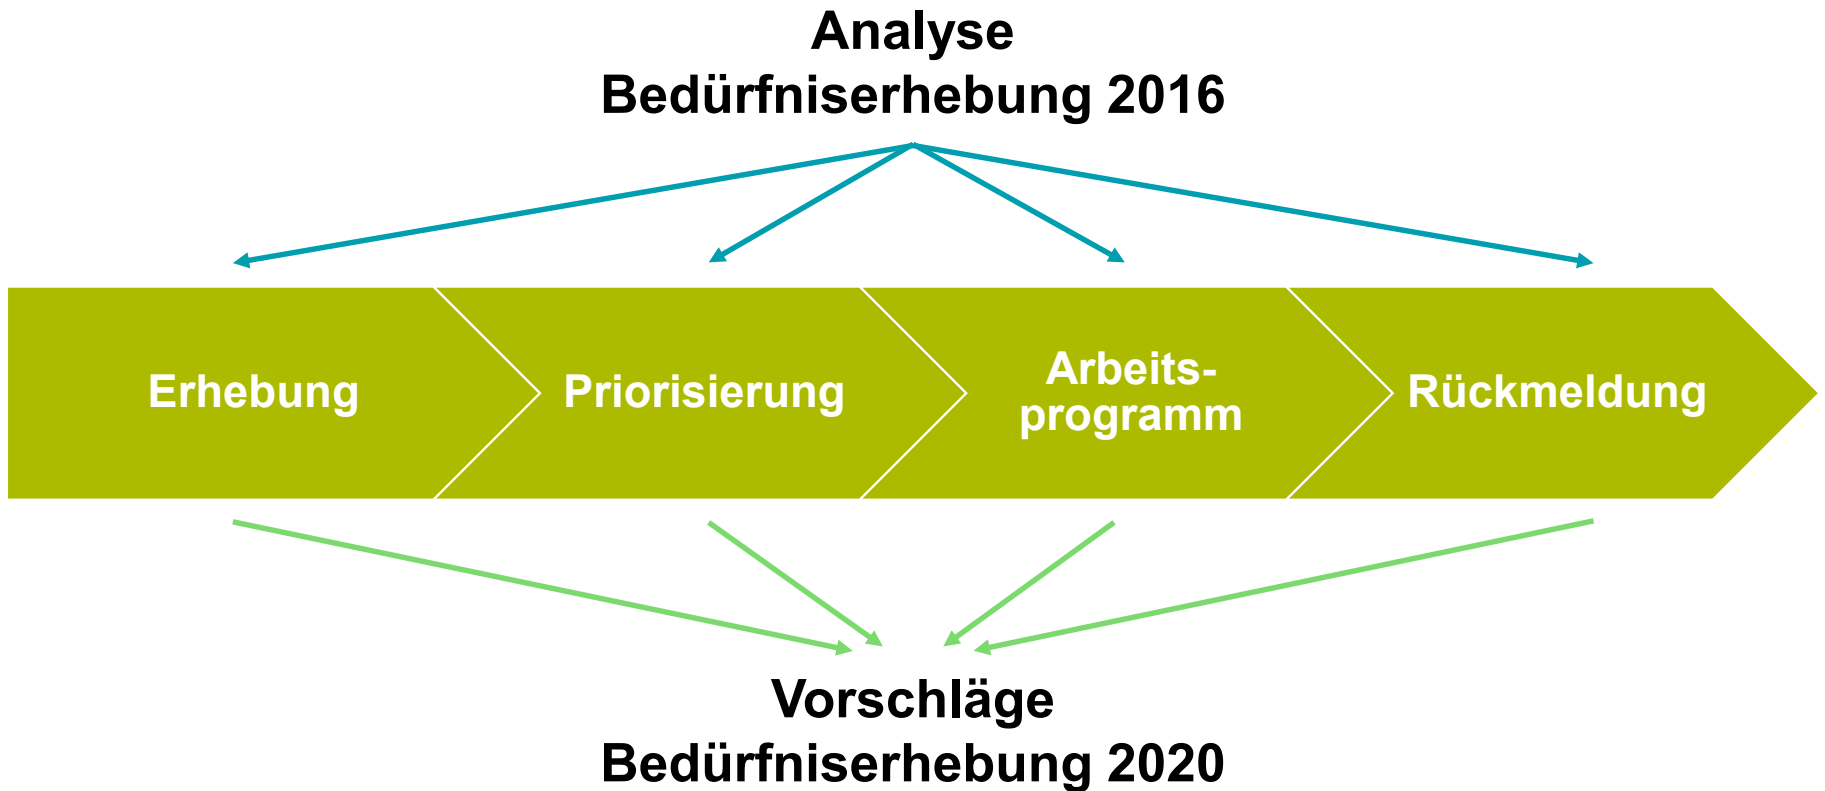 Analyse
Bedürfniserhebung 2016
Erhebung
Priorisierung
Arbeits-
programm
Rückmeldung
Vorschläge
Bedürfniserhebung 2020